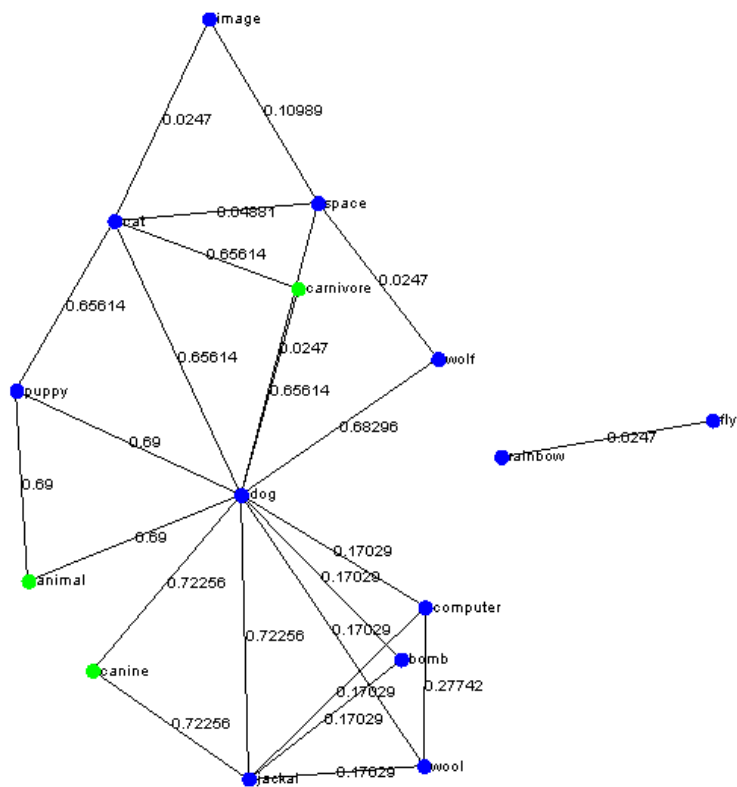 image
0.0247
0.10989
cat
0.04881
space
0.65614
carnivore
0.0247
0.65614
0.65614
0.0247
0.65614
wolf
puppy
0.69
0.68296
fly
0.0247
rainbow
0.69
dog
0.69
0.17029
animal
0.72256
0.17029
computer
0.72256
0.17029
bomb
canine
0.17029
0.27742
0.72256
0.17029
jackal
0.17029
wool